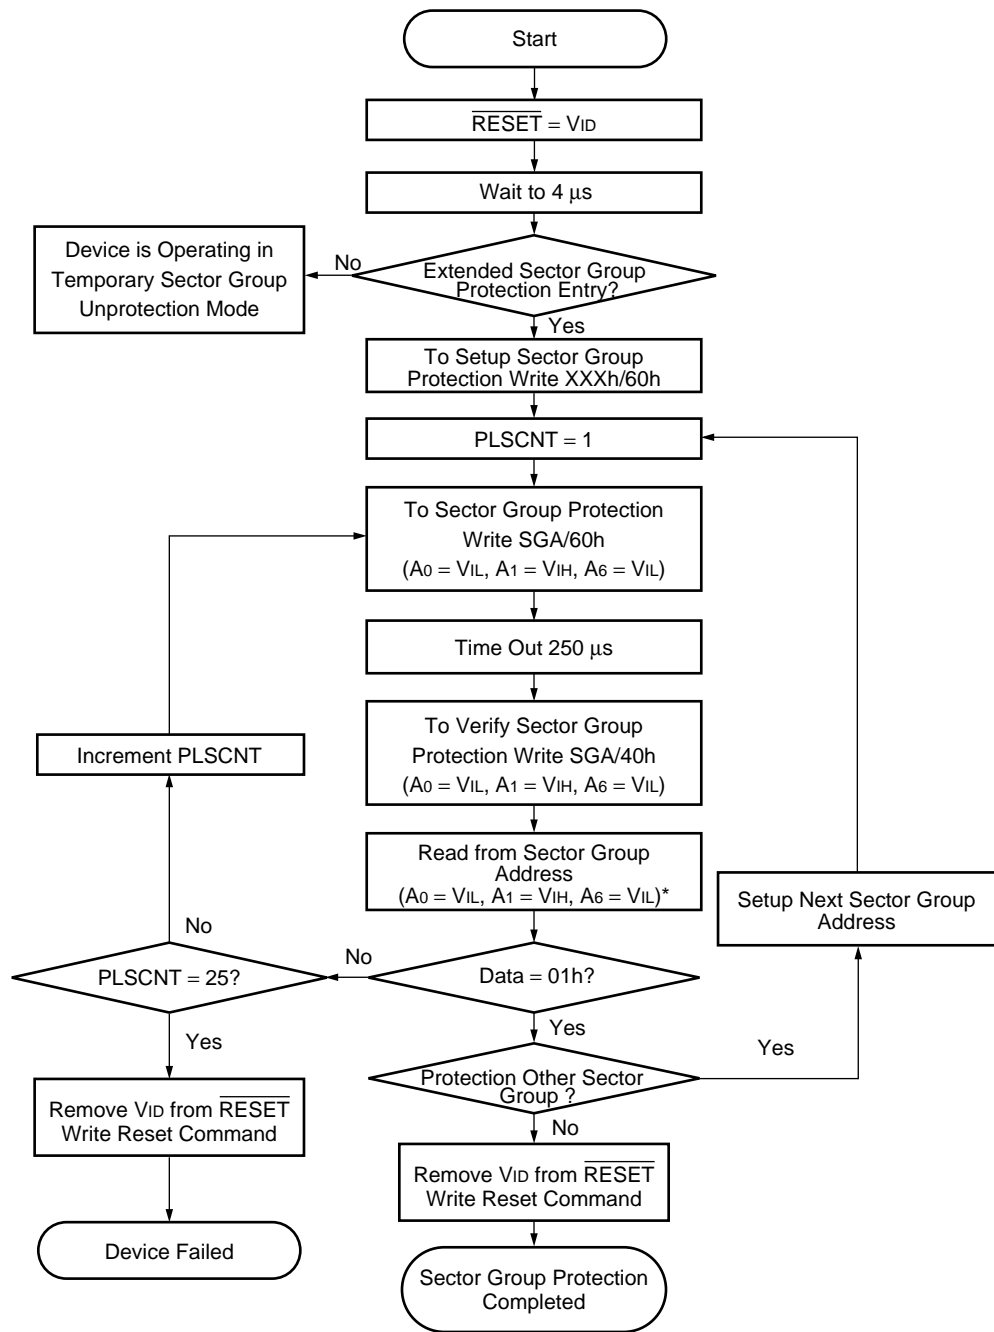 Start
RESET = VID
Wait to 4 μs
Device is Operating in
Temporary Sector Group
Unprotection Mode
No
Extended Sector Group
Protection Entry?
Yes
To Setup Sector Group
Protection Write XXXh/60h
PLSCNT = 1
To Sector Group Protection
Write SGA/60h
(A0 = VIL, A1 = VIH, A6 = VIL)
Time Out 250 μs
To Verify Sector Group
Protection Write SGA/40h
(A0 = VIL, A1 = VIH, A6 = VIL)
Increment PLSCNT
Read from Sector Group
Address
(A0 = VIL, A1 = VIH, A6 = VIL)*
Setup Next Sector Group
Address
No
PLSCNT = 25?
No
Data = 01h?
Yes
Yes
Yes
Protection Other Sector
Group ?
No
Remove VID from RESET
Write Reset Command
Remove VID from RESET
Write Reset Command
Device Failed
Sector Group Protection
Completed